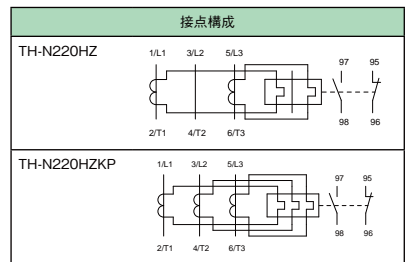 接点構成
TH-N220HZ
1/L1 3/L2 5/L3
97 95
98 96
2/T1 4/T2 6/T3
TH-N220HZKP
1/L1 3/L2 5/L3
97 95
98 96
2/T1 4/T2 6/T3